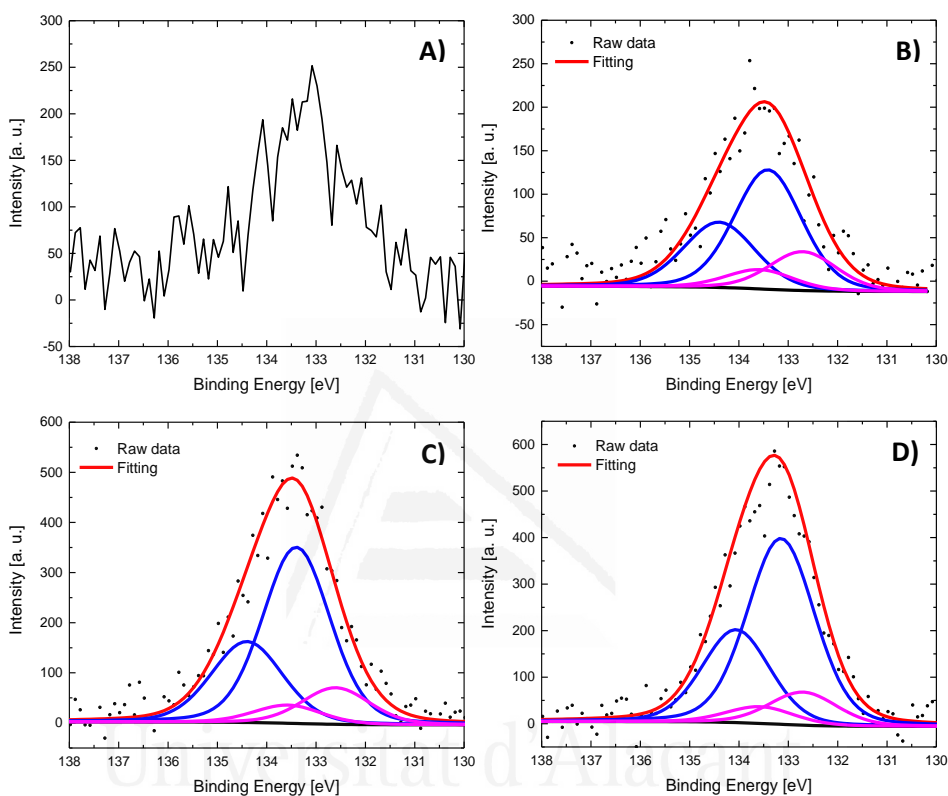 A)
300
250
200
150
100
50
0
-50
Intensity [a. u.]
138 137 136 135 134 133 132 131 130
Binding Energy [eV]
B)
Raw data
Fitting
300
250
200
150
100
50
0
-50
Intensity [a. u.]
138 137 136 135 134 133 132 131 130
Binding Energy [eV]
C)
Raw data
Fitting
600
500
400
300
200
100
0
Intensity [a. u.]
138 137 136 135 134 133 132 131 130
Binding Energy [eV]
D)
Raw data
Fitting
600
500
400
300
200
100
0
Intensity [a. u.]
138 137 136 135 134 133 132 131 130
Binding Energy [eV]
Universitat d'Alacant